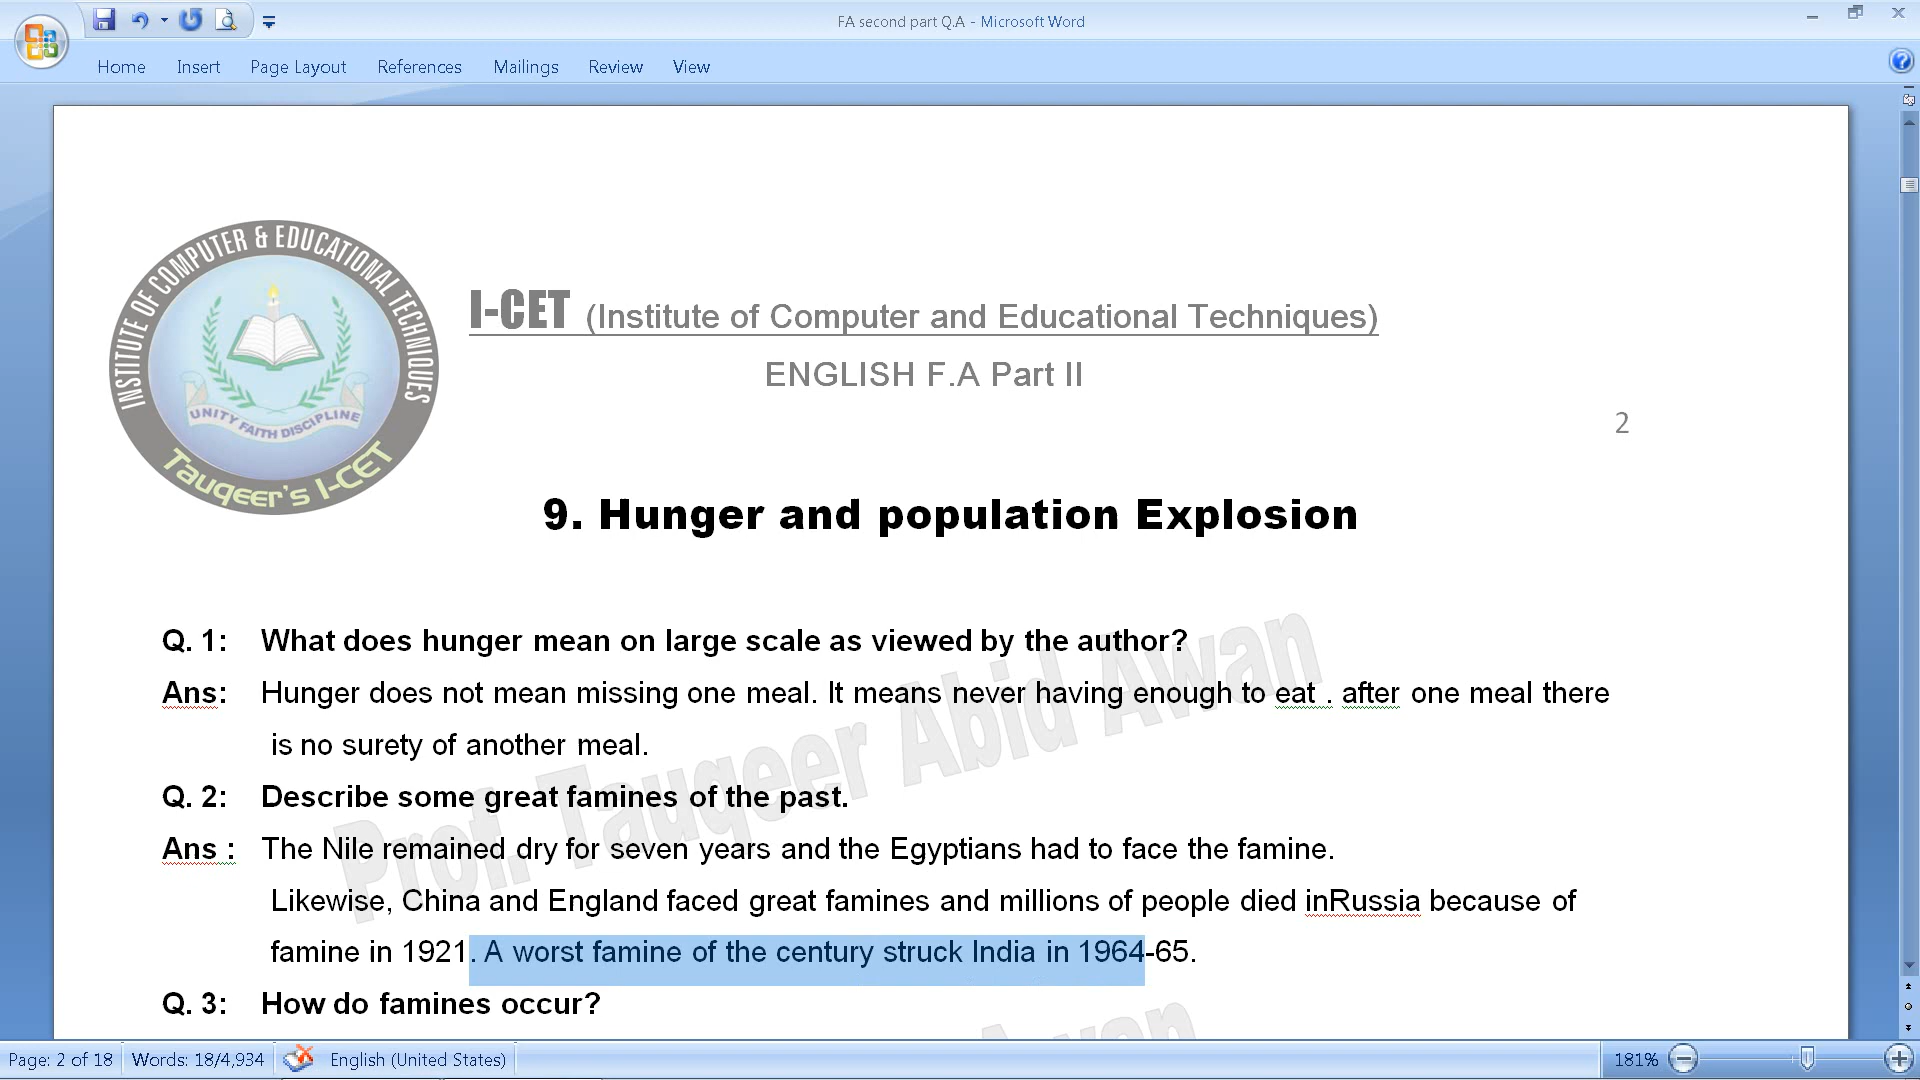 FA second part Q.A - Microsoft Word
Home Insert Page Layout References Mailings Review View
INSTITUTE OF COMPUTER & EDUCATIONAL TECHNIQUES
UNITY FAITH DISCIPLINE
Tauqeer's I-CET
I-CET (Institute of Computer and Educational Techniques)
ENGLISH F.A Part II
2
9. Hunger and population Explosion
Prof. Tauqeer Abid Awan
Q. 1: What does hunger mean on large scale as viewed by the author?
Ans: Hunger does not mean missing one meal. It means never having enough to eat . after one meal there
is no surety of another meal.
Q. 2: Describe some great famines of the past.
Ans : The Nile remained dry for seven years and the Egyptians had to face the famine.
Likewise, China and England faced great famines and millions of people died inRussia because of
famine in 1921. A worst famine of the century struck India in 1964-65.
Q. 3: How do famines occur?
Awan
Page: 2 of 18 Words: 18/4,934 English (United States) 181%